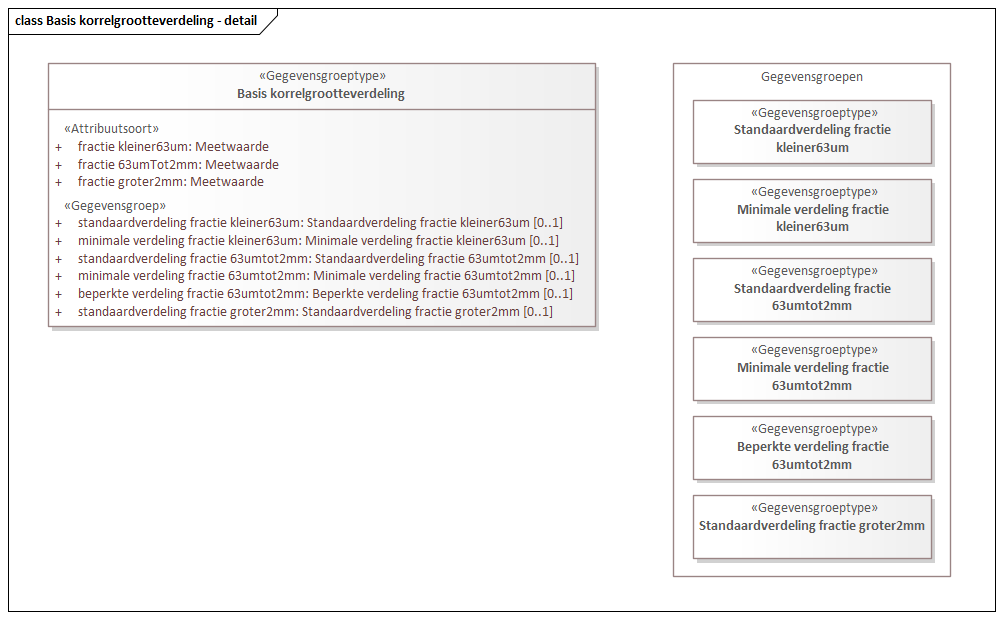 class Basis korrelgrootteverdeling - detail
«Gegevensgroeptype»
Basis korrelgrootteverdeling
«Attribuutsoort»
+ fractie kleiner63um: Meetwaarde
+ fractie 63umTot2mm: Meetwaarde
+ fractie groter2mm: Meetwaarde
«Gegevensgroep»
+ standaardverdeling fractie kleiner63um: Standaardverdeling fractie kleiner63um [0..1]
+ minimale verdeling fractie kleiner63um: Minimale verdeling fractie kleiner63um [0..1]
+ standaardverdeling fractie 63umtot2mm: Standaardverdeling fractie 63umtot2mm [0..1]
+ minimale verdeling fractie 63umtot2mm: Minimale verdeling fractie 63umtot2mm [0..1]
+ beperkte verdeling fractie 63umtot2mm: Beperkte verdeling fractie 63umtot2mm [0..1]
+ standaardverdeling fractie groter2mm: Standaardverdeling fractie groter2mm [0..1]
Gegevensgroepen
«Gegevensgroeptype»
Standaardverdeling fractie
kleiner63um
«Gegevensgroeptype»
Minimale verdeling fractie
kleiner63um
«Gegevensgroeptype»
Standaardverdeling fractie
63umtot2mm
«Gegevensgroeptype»
Minimale verdeling fractie
63umtot2mm
«Gegevensgroeptype»
Beperkte verdeling fractie
63umtot2mm
«Gegevensgroeptype»
Standaardverdeling fractie groter2mm